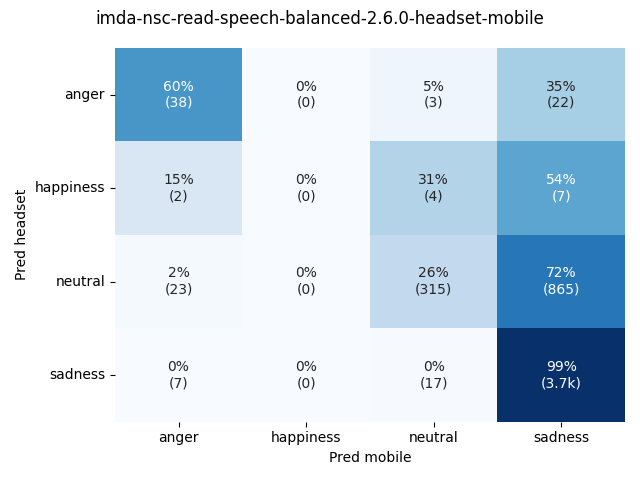 imda-nsc-read-speech-balanced-2.6.0-headset-mobile
anger
60%
(38)
0%
(0)
5%
(3)
35%
(22)
happiness
15%
(2)
0%
(0)
31%
(4)
54%
(7)
neutral
2%
(23)
0%
(0)
26%
(315)
72%
(865)
sadness
0%
(7)
0%
(0)
0%
(17)
99%
(3.7k)
Pred headset
anger
happiness
neutral
sadness
Pred mobile